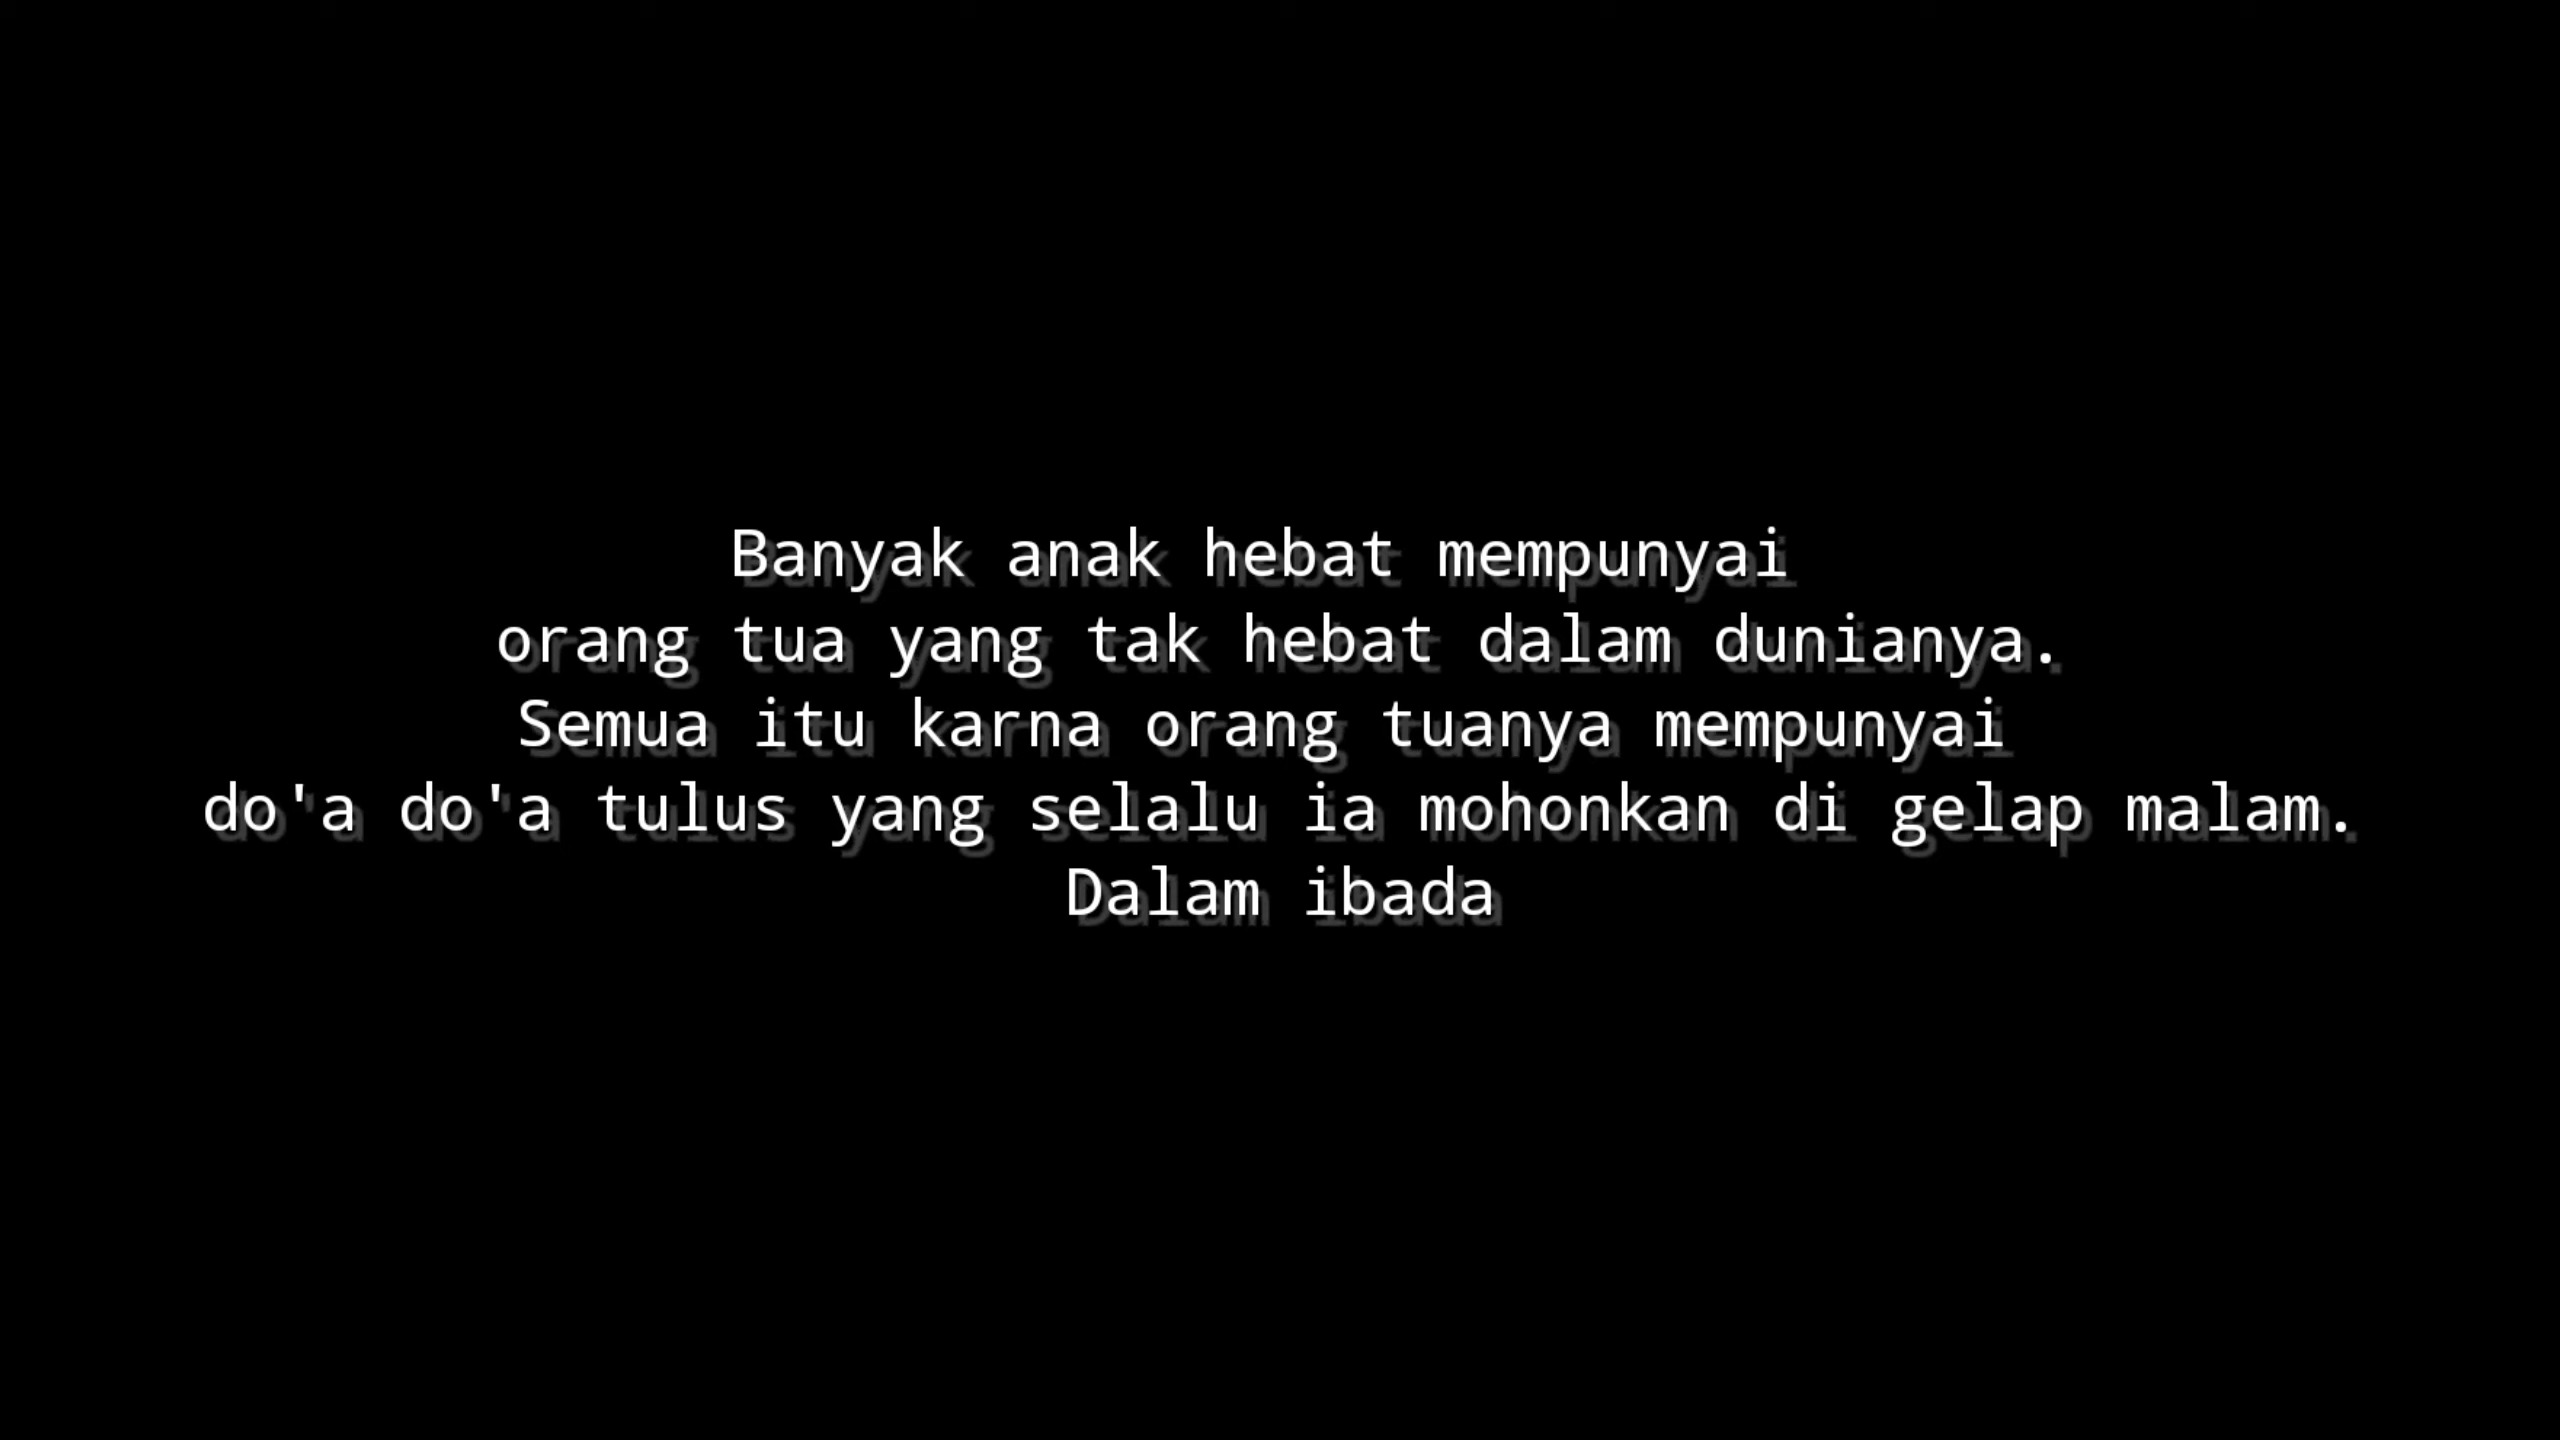 Banyak anak hebat mempunyai
orang tua yang tak hebat dalam dunianya.
Semua itu karna orang tuanya mempunyai
do'a do'a tulus yang selalu ia mohonkan di gelap malam.
Dalam ibada